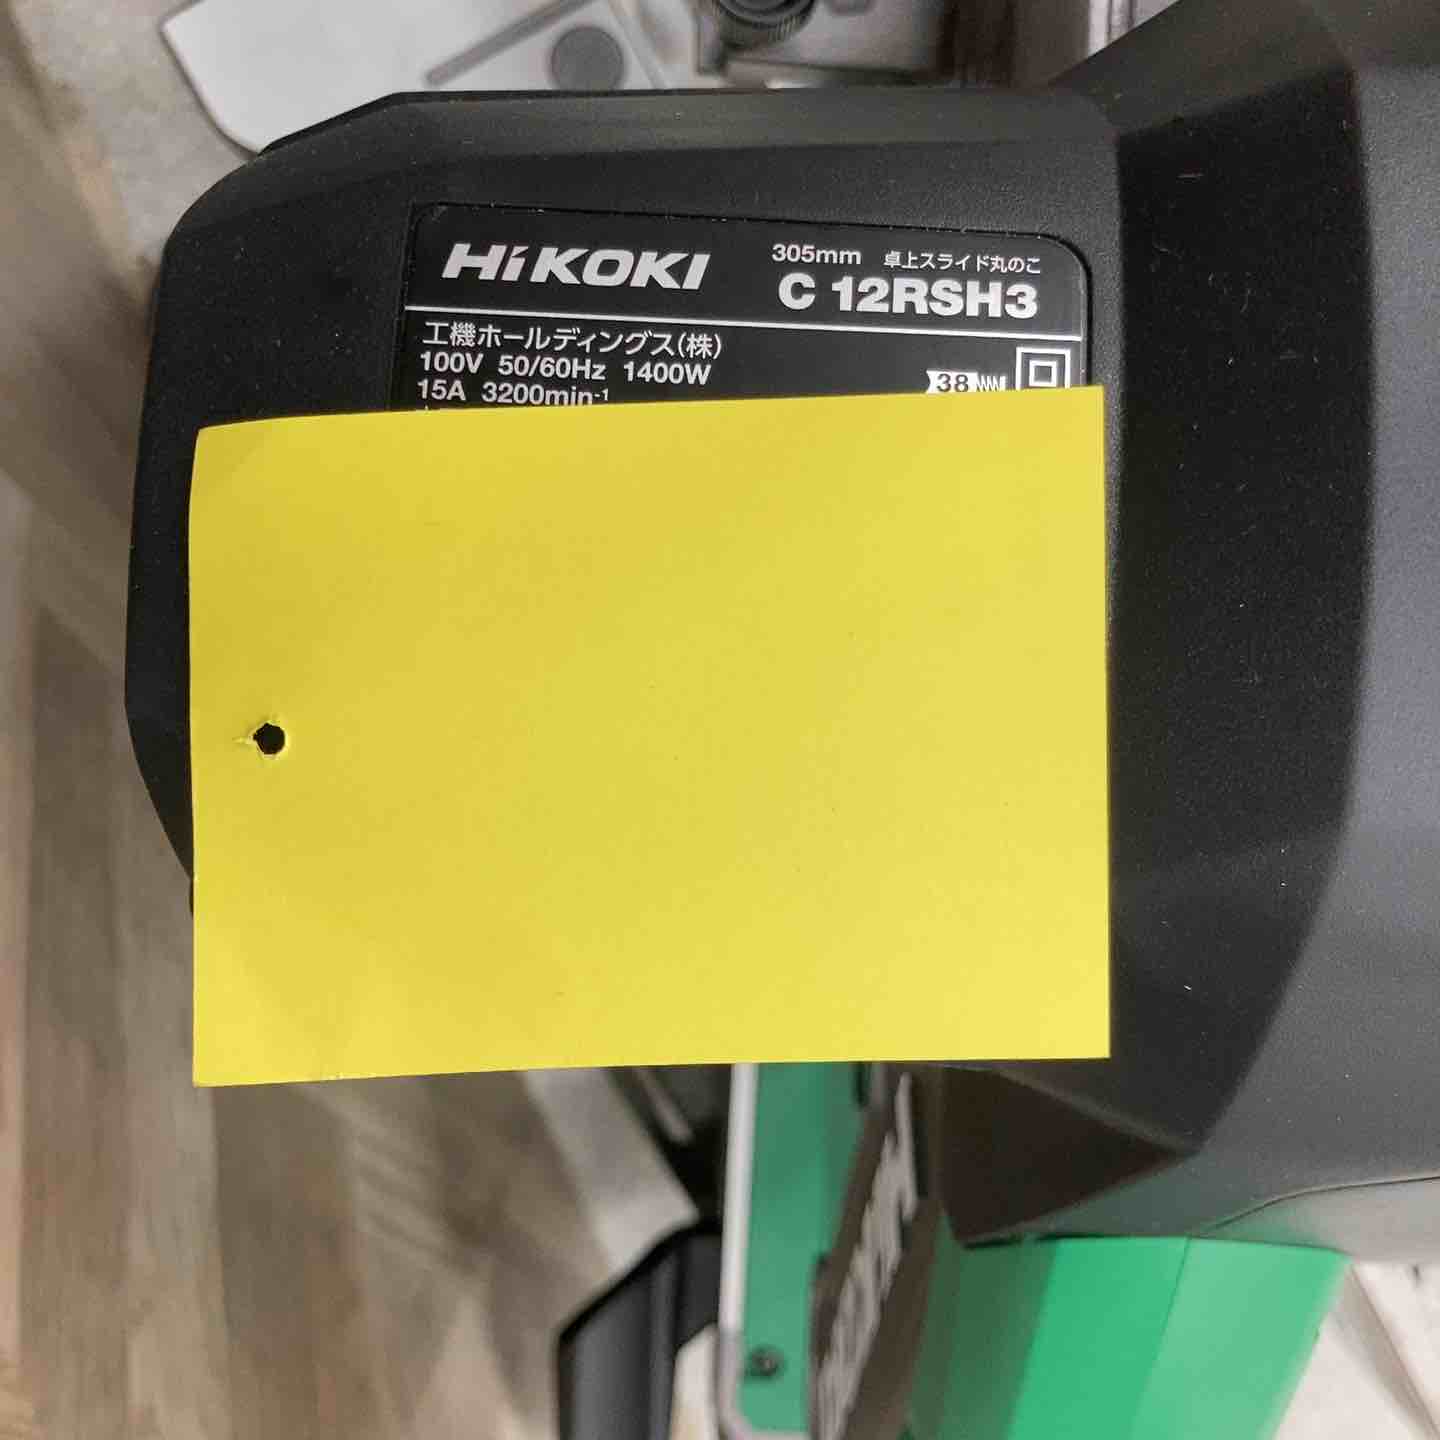 HiKOKI
305mm 卓上スライド丸のこ
C 12RSH3
工機ホールディングス(株)
100V 50/60Hz 1400W
15A 3200min-1
38